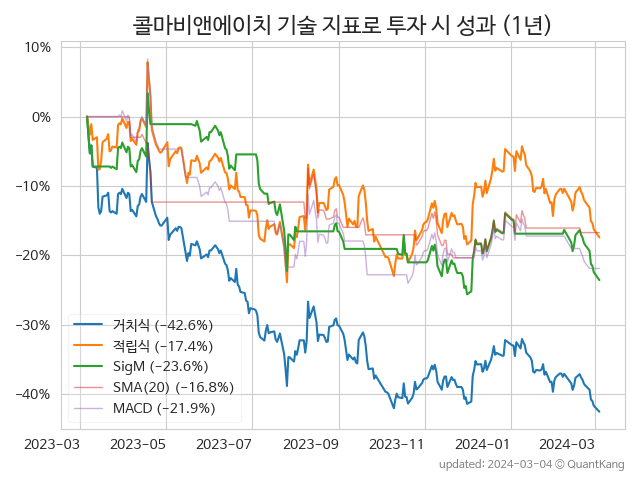 콜마비앤에이치 기술 지표로 투자 시 성과 (1년)
10%
0%
−10%
−20%
−30%
−40%
거치식 (−42.6%)
적립식 (−17.4%)
SigM (−23.6%)
SMA(20) (−16.8%)
MACD (−21.9%)
2023−03 2023−05 2023−07 2023−09 2023−11 2024−01 2024−03
updated: 2024−03−04 © QuantKang